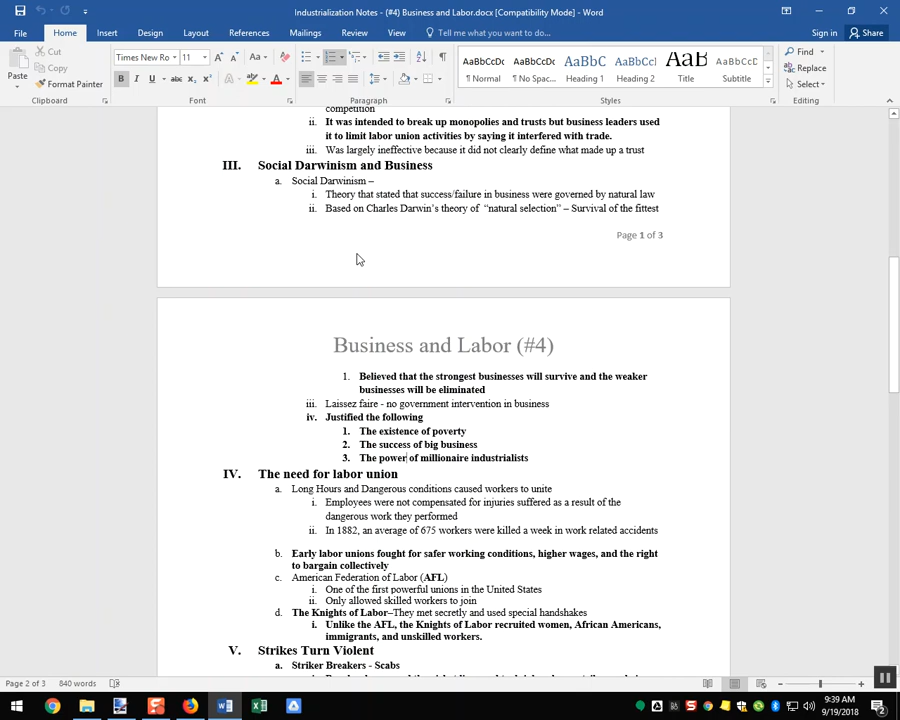 Industrialization Notes - (#4) Business and Labor.docx [Compatibility Mode] - Word
File Home Insert Design Layout References Mailings Review View Tell me what you want to do... Sign in Share
Paste Cut Copy Format Painter
Times New Ro 11 Aa
B I U abc x₂ x² A A
AaBbCcDc AaBbCcDc AaBbC AaBbCcI AaB AaBbCcD
¶ Normal ¶ No Spac... Heading 1 Heading 2 Title Subtitle
Find Replace Select
Clipboard Font Paragraph Styles Editing
competition
ii. It was intended to break up monopolies and trusts but business leaders used
it to limit labor union activities by saying it interfered with trade.
iii. Was largely ineffective because it did not clearly define what made up a trust
III. Social Darwinism and Business
a. Social Darwinism –
i. Theory that stated that success/failure in business were governed by natural law
ii. Based on Charles Darwin's theory of “natural selection” – Survival of the fittest
Page 1 of 3
Business and Labor (#4)
1. Believed that the strongest businesses will survive and the weaker
businesses will be eliminated
iii. Laissez faire - no government intervention in business
iv. Justified the following
1. The existence of poverty
2. The success of big business
3. The power of millionaire industrialists
IV. The need for labor union
a. Long Hours and Dangerous conditions caused workers to unite
i. Employees were not compensated for injuries suffered as a result of the
dangerous work they performed
ii. In 1882, an average of 675 workers were killed a week in work related accidents
b. Early labor unions fought for safer working conditions, higher wages, and the right
to bargain collectively
c. American Federation of Labor (AFL)
i. One of the first powerful unions in the United States
ii. Only allowed skilled workers to join
d. The Knights of Labor–They met secretly and used special handshakes
i. Unlike the AFL, the Knights of Labor recruited women, African Americans,
immigrants, and unskilled workers.
V. Strikes Turn Violent
a. Striker Breakers - Scabs
Page 2 of 3 840 words
9:39 AM
9/19/2018